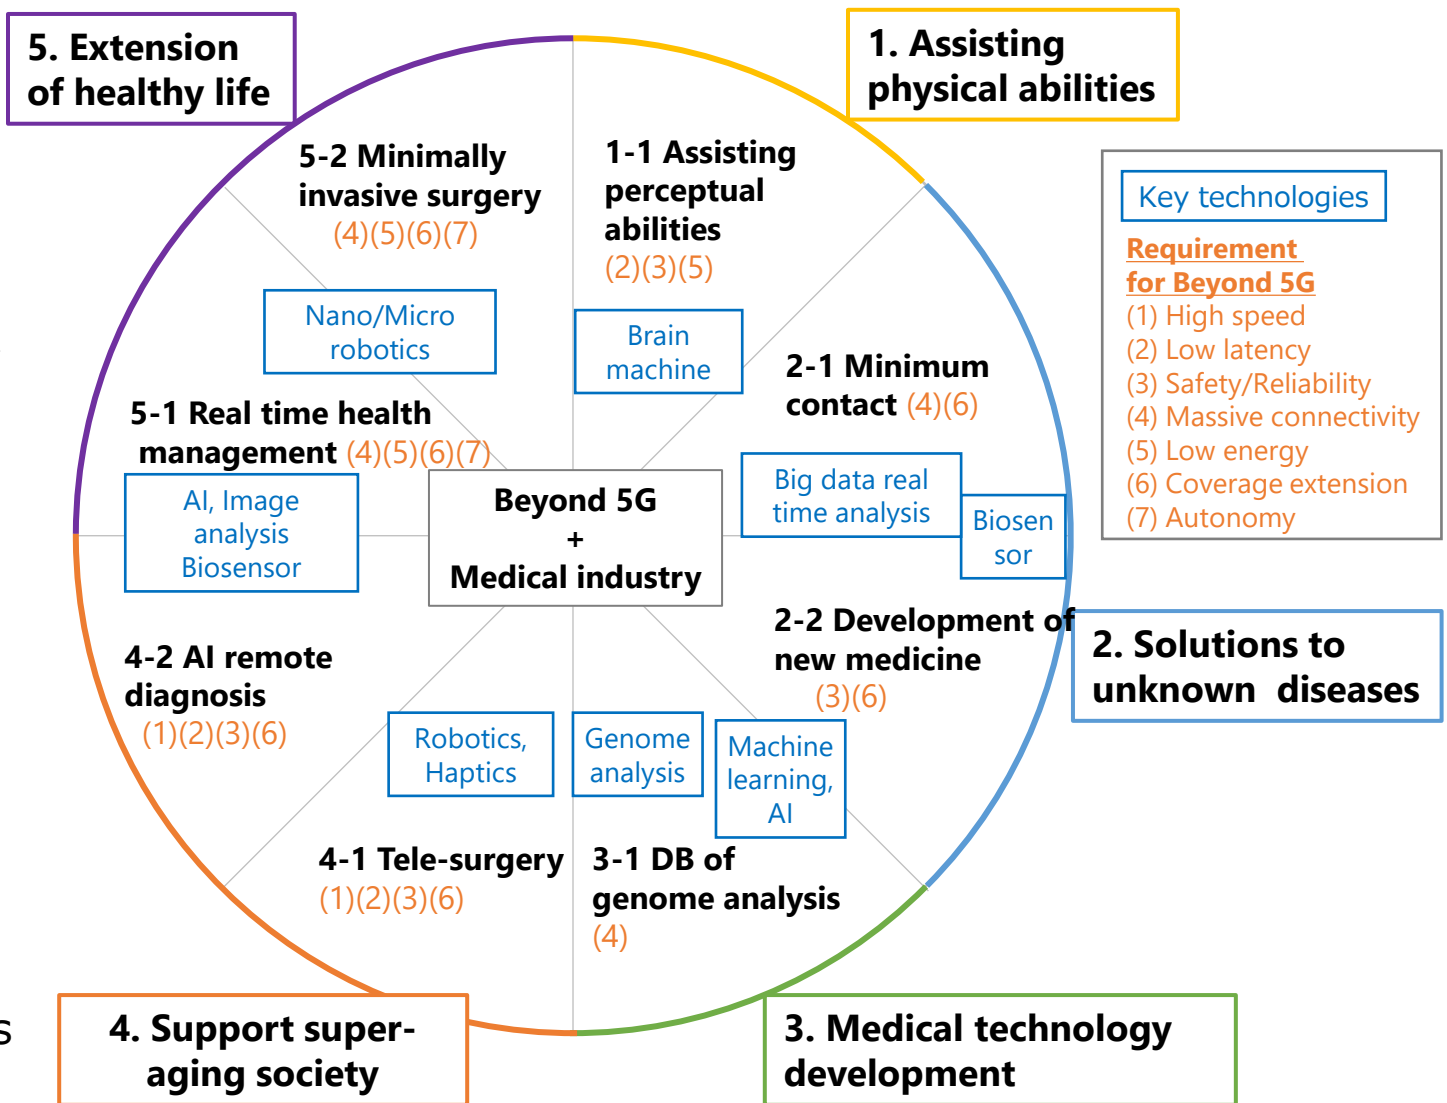 5. Extension
of healthy life
1. Assisting
physical abilities
5-2 Minimally
invasive surgery
(4)(5)(6)(7)
1-1 Assisting
perceptual
abilities
(2)(3)(5)
Key technologies
Requirement
for Beyond 5G
(1) High speed
(2) Low latency
(3) Safety/Reliability
(4) Massive connectivity
(5) Low energy
(6) Coverage extension
(7) Autonomy
Nano/Micro
robotics
Brain
machine
2-1 Minimum
contact (4)(6)
5-1 Real time health
management (4)(5)(6)(7)
AI, Image
analysis
Biosensor
Beyond 5G
+
Medical industry
Big data real
time analysis
Biosen
sor
2-2 Development of
new medicine
(3)(6)
2. Solutions to
unknown  diseases
4-2 AI remote
diagnosis
(1)(2)(3)(6)
Robotics,
Haptics
Genome
analysis
Machine
learning,
AI
4-1 Tele-surgery
(1)(2)(3)(6)
3-1 DB of
genome analysis
(4)
s
4. Support super-
aging society
3. Medical technology
development